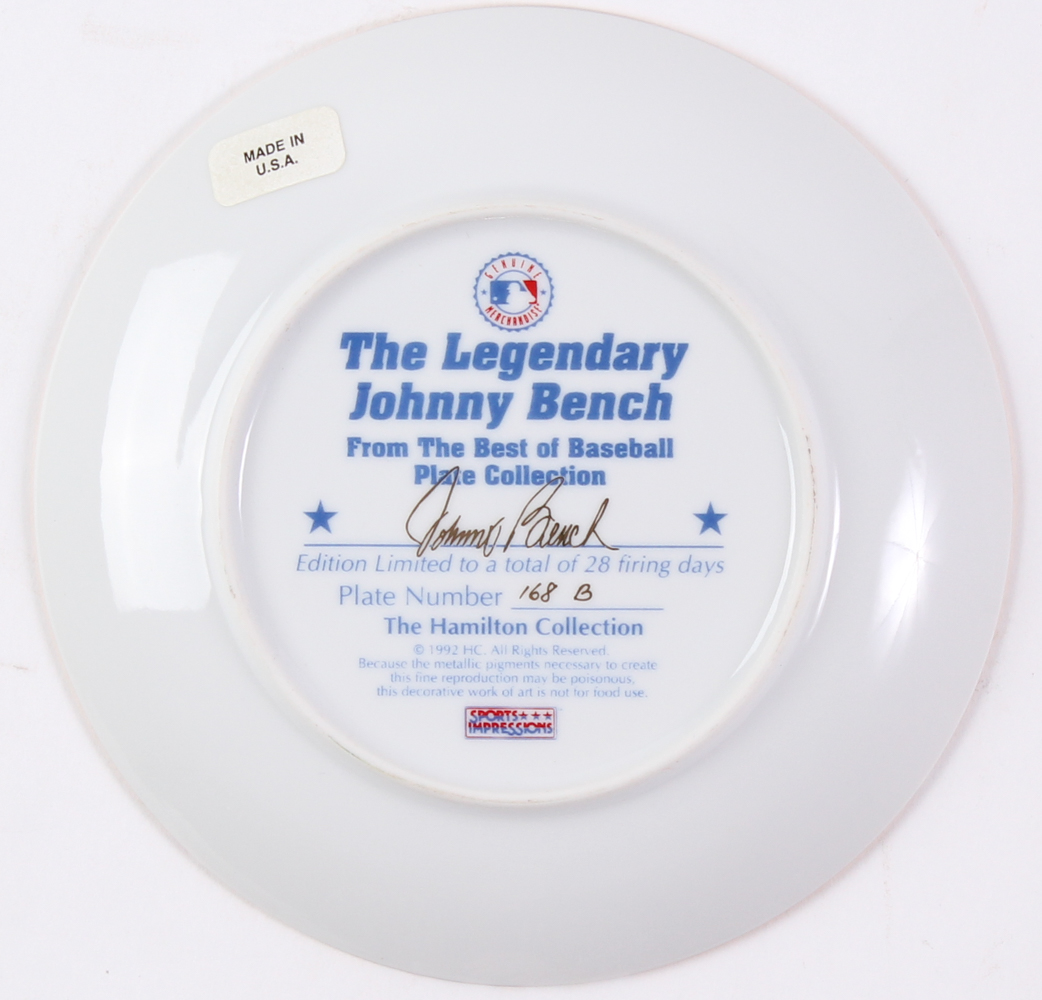 MADE IN
U.S.A.
GENUINE
MERCHANDISE
The Legendary
Johnny Bench
From The Best of Baseball
Plate Collection
Johnny Bench
Edition Limited to a total of 28 firing days
Plate Number 168 B
The Hamilton Collection
© 1992 HC. All Rights Reserved.
Because the metallic pigments necessary to create
this fine reproduction may be poisonous,
this decorative work of art is not for food use.
SPORTS
IMPRESSIONS